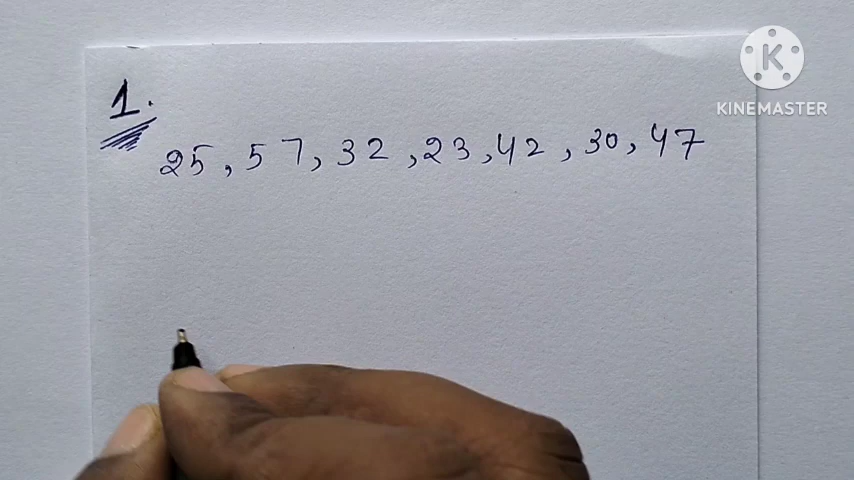 1.
25, 57, 32, 23, 42, 30, 47
K
KINEMASTER